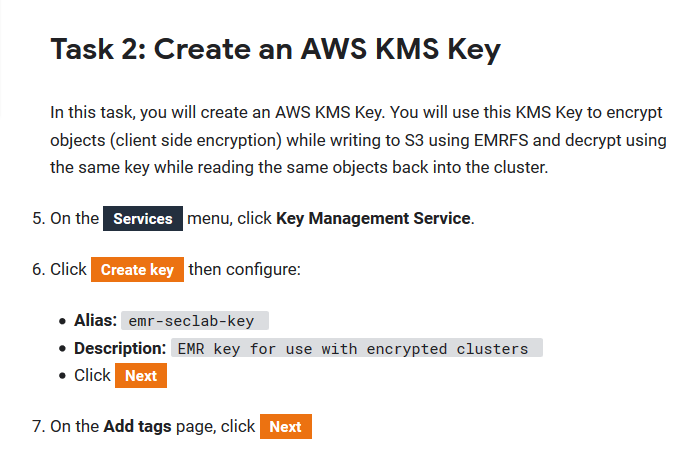 Task 2: Create an AWS KMS Key
In this task, you will create an AWS KMS Key. You will use this KMS Key to encrypt
objects (client side encryption) while writing to S3 using EMRFS and decrypt using
the same key while reading the same objects back into the cluster.
5. On the Services menu, click Key Management Service.
6. Click Create key then configure:
• Alias: emr-seclab-key
• Description: EMR key for use with encrypted clusters
• Click Next
7. On the Add tags page, click Next